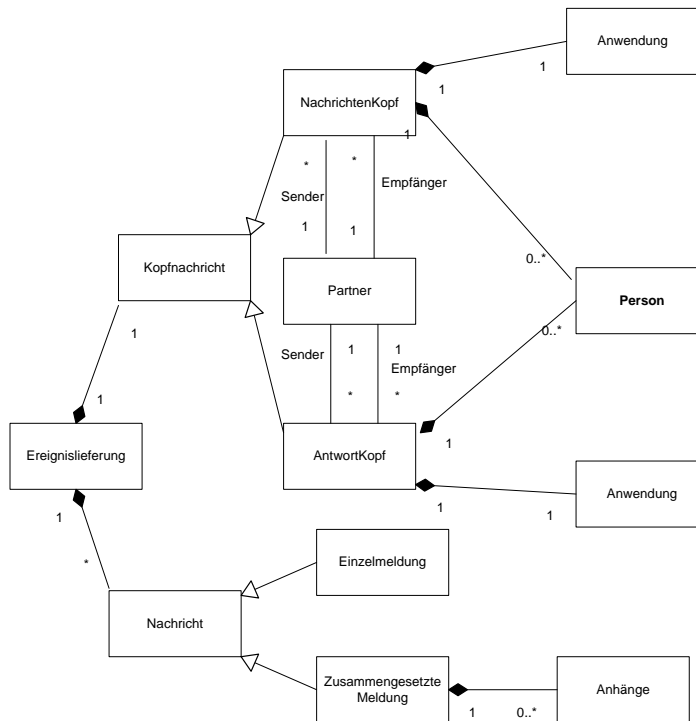 Anwendung
1
1
NachrichtenKopf
1
*
*
Empfänger
Sender
1
1
Kopfnachricht
0..*
Partner
Person
0..*
1
Sender
1
1
Empfänger
*
*
1
Ereignislieferung
AntwortKopf
1
Anwendung
1
1
1
*
Einzelmeldung
Nachricht
Zusammengesetzte
Meldung
Anhänge
1
0..*